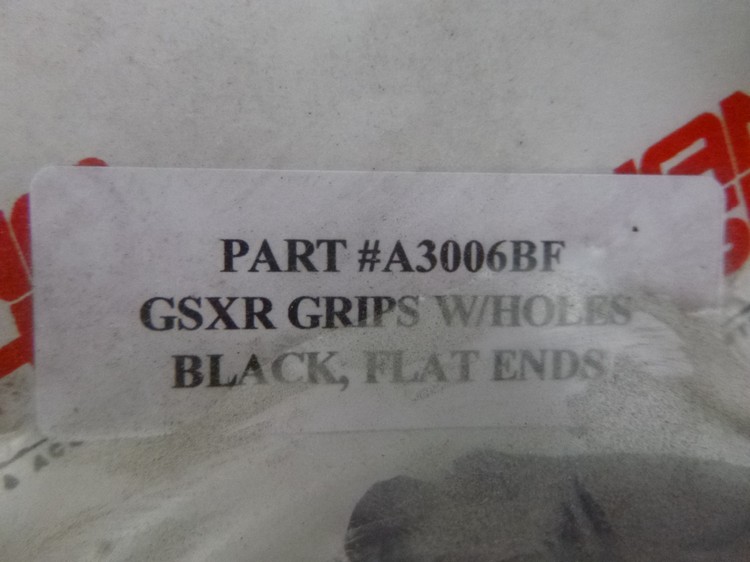 PART #A3006BF
GSXR GRIPS W/HOLES
BLACK, FLAT ENDS